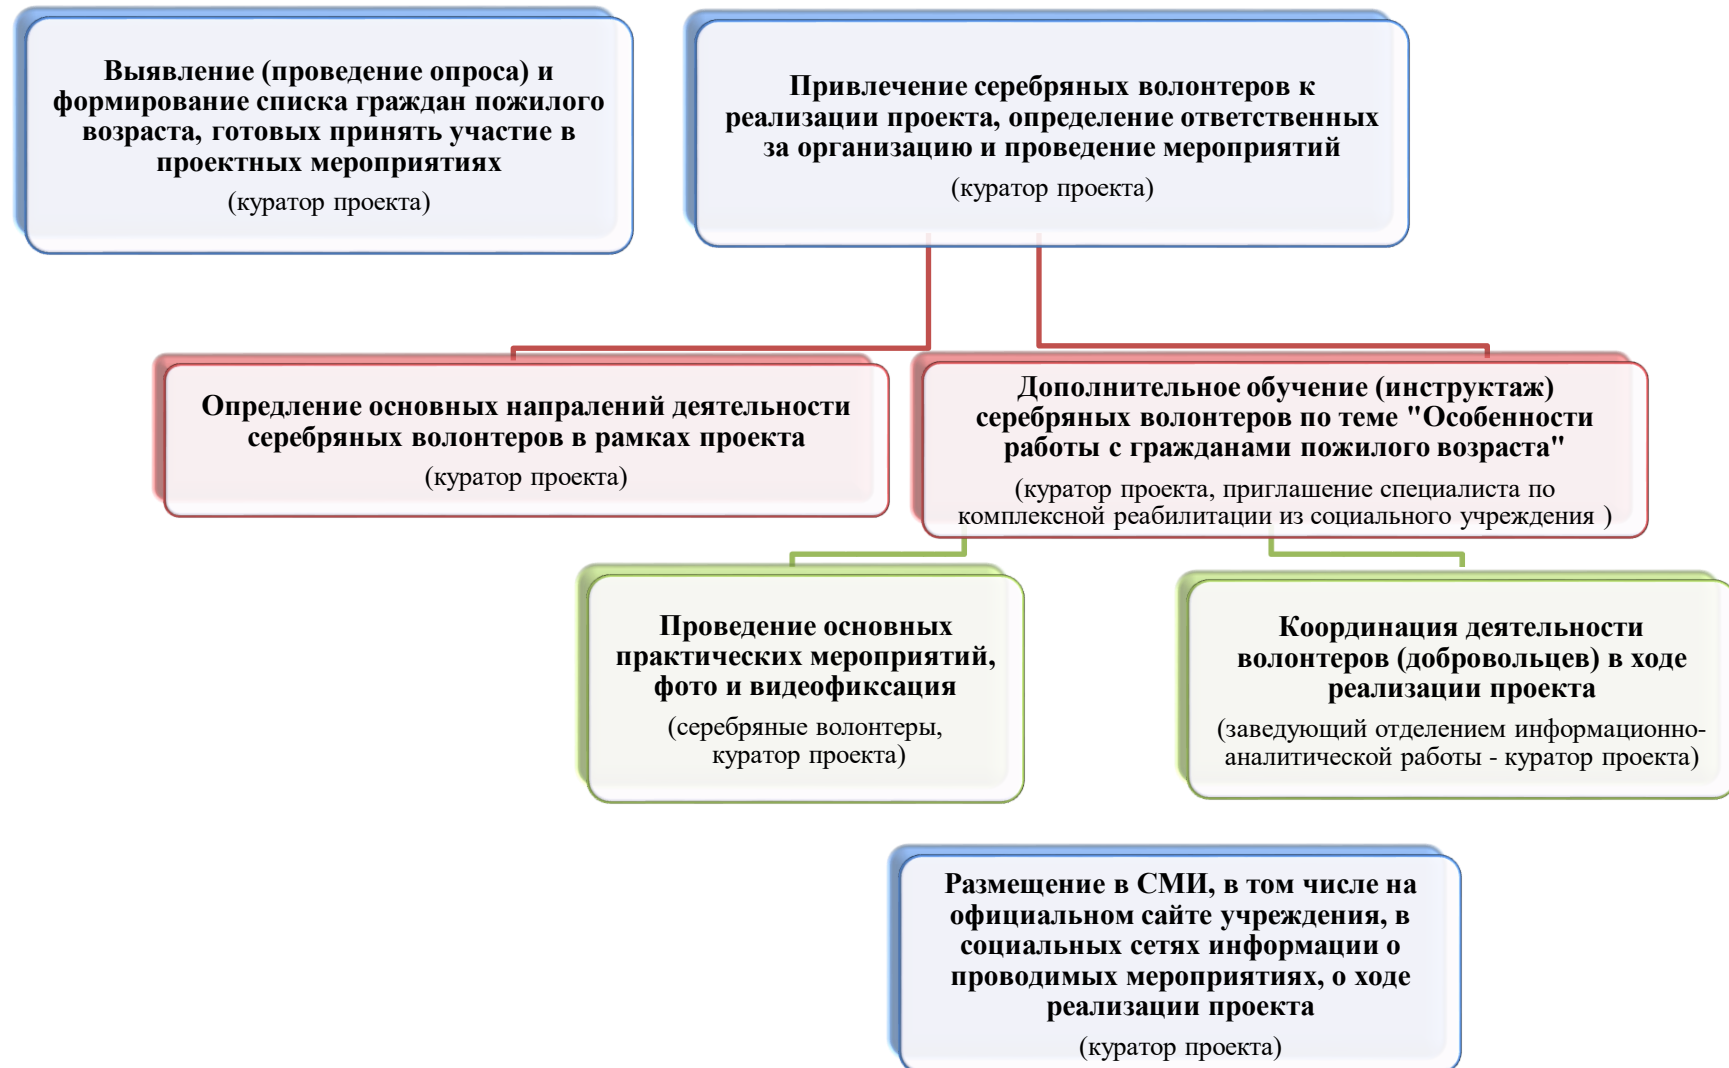 Выявление (проведение опроса) и
формирование списка граждан пожилого
возраста, готовых принять участие в
проектных мероприятиях
(куратор проекта)
Привлечение серебряных волонтеров к
реализации проекта, определение ответственных
за организацию и проведение мероприятий
(куратор проекта)
Опредление основных напралений деятельности
серебряных волонтеров в рамках проекта
(куратор проекта)
Дополнительное обучение (инструктаж)
серебряных волонтеров по теме "Особенности
работы с гражданами пожилого возраста"
(куратор проекта, приглашение специалиста по
комплексной реабилитации из социального учреждения )
Проведение основных
практических мероприятий,
фото и видеофиксация
(серебряные волонтеры,
куратор проекта)
Координация деятельности
волонтеров (добровольцев) в ходе
реализации проекта
(заведующий отделением информационно-
аналитической работы - куратор проекта)
Размещение в СМИ, в том числе на
официальном сайте учреждения, в
социальных сетях информации о
проводимых мероприятиях, о ходе
реализации проекта
(куратор проекта)